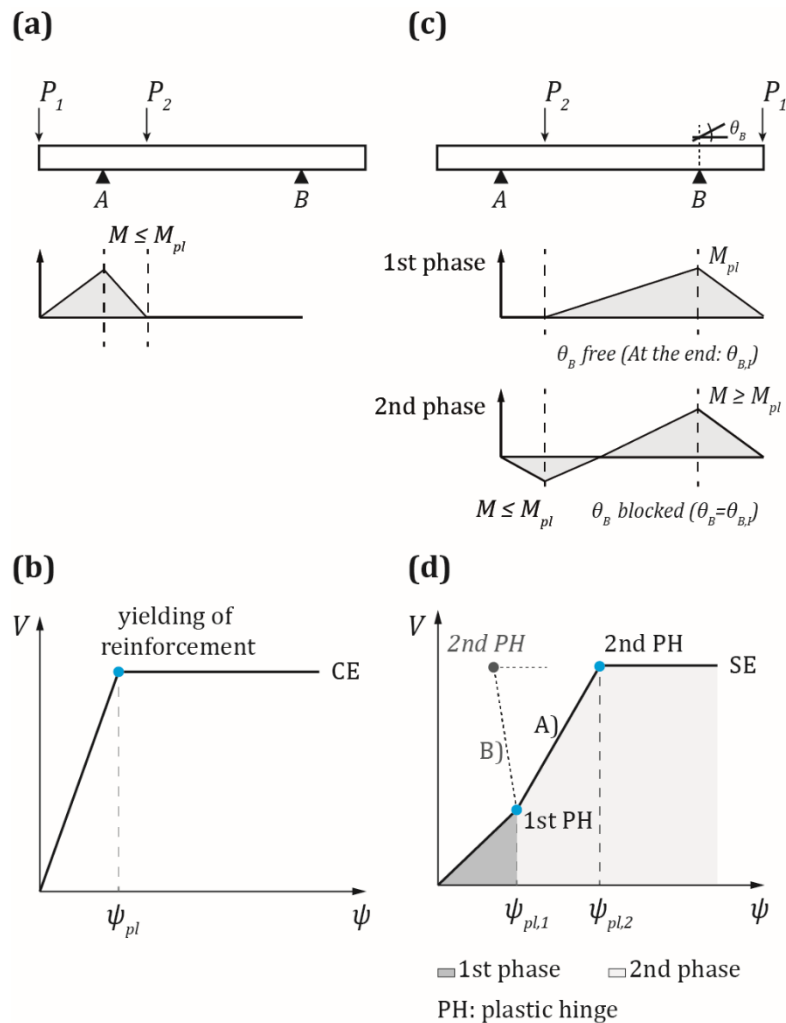 (a)
P1 P2
A B
M ≤ Mpl
(c)
P2 P1
θB
A B
1st phase
Mpl
θB free (At the end: θB,I)
2nd phase
M ≥ Mpl
M ≤ Mpl θB blocked (θB=θB,I)
(b)
V
yielding of
reinforcement
CE
ψpl ψ
(d)
V
2nd PH 2nd PH
SE
A)
B)
1st PH
ψpl,1 ψpl,2 ψ
1st phase 2nd phase
PH: plastic hinge